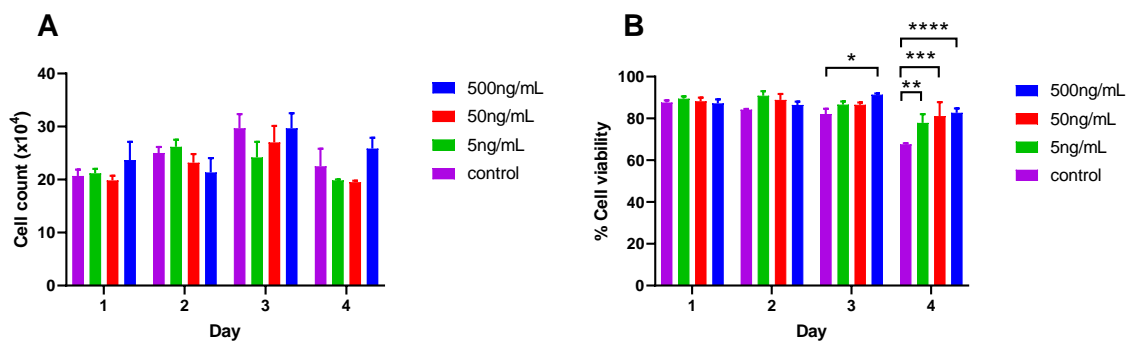 A
Cell count (x10⁴)
40
30
20
10
0
1 2 3 4
Day
500ng/mL
50ng/mL
5ng/mL
control
B
% Cell viability
100
80
60
40
20
0
1 2 3 4
Day
*
****
***
**
500ng/mL
50ng/mL
5ng/mL
control